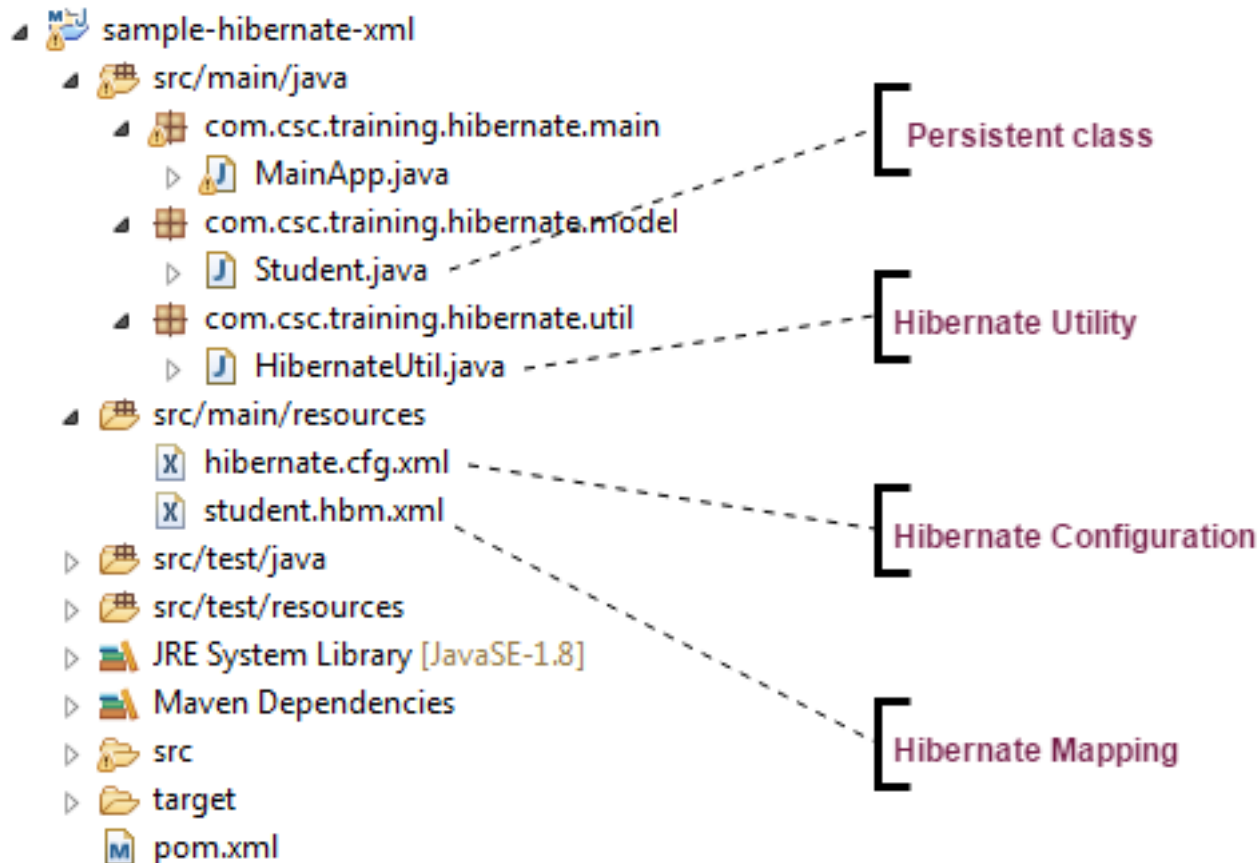 sample-hibernate-xml
src/main/java
com.csc.training.hibernate.main
MainApp.java
com.csc.training.hibernate.model
Student.java
com.csc.training.hibernate.util
HibernateUtil.java
src/main/resources
hibernate.cfg.xml
student.hbm.xml
src/test/java
src/test/resources
JRE System Library [JavaSE-1.8]
Maven Dependencies
src
target
pom.xml
Persistent class
Hibernate Utility
Hibernate Configuration
Hibernate Mapping